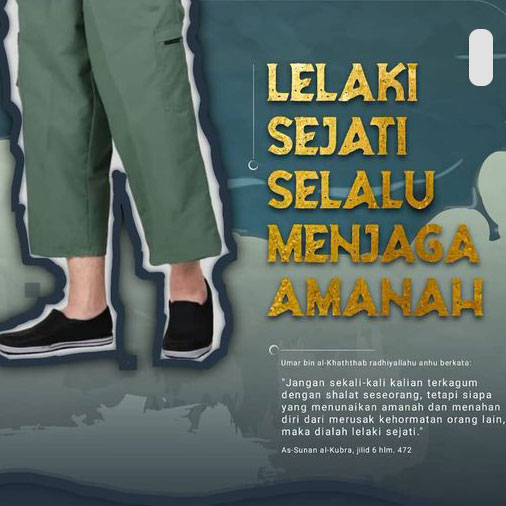 LELAKI
SEJATI
SELALU
MENJAGA
AMANAH
Umar bin al-Khaththab radhiyallahu anhu berkata:
"Jangan sekali-kali kalian terkagum
dengan shalat seseorang, tetapi siapa
yang menunaikan amanah dan menahan
diri dari merusak kehormatan orang lain,
maka dialah lelaki sejati."
As-Sunan al-Kubra, jilid 6 hlm. 472